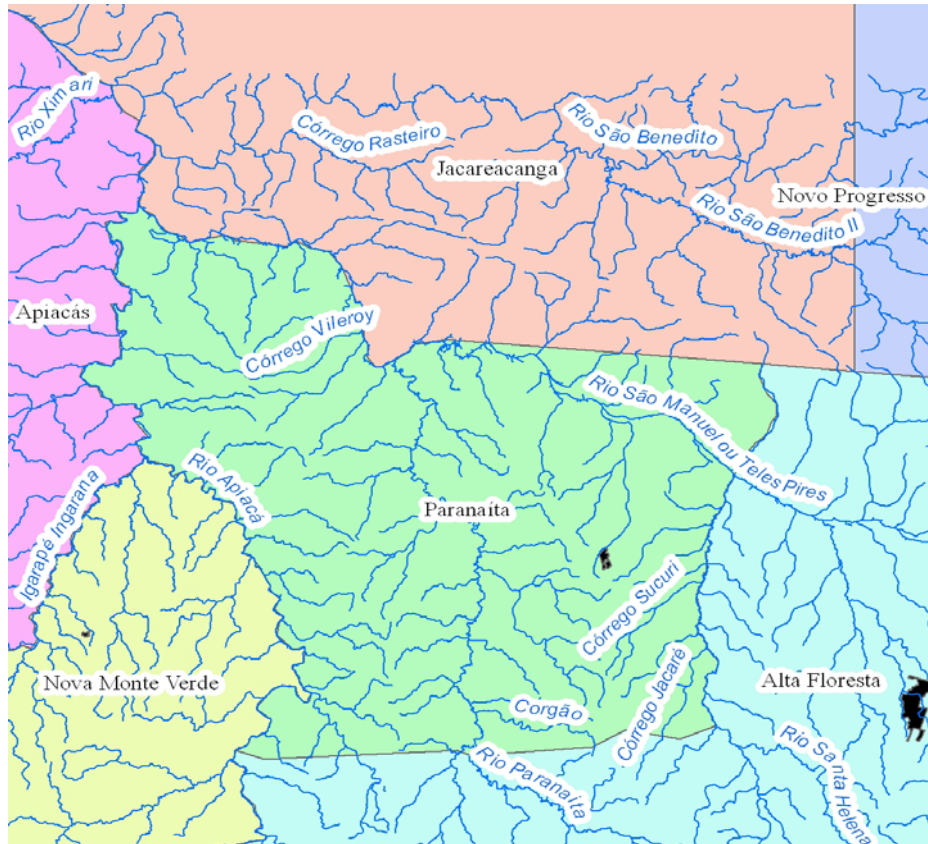 Rio Ximari
Córrego Rasteiro
Rio São Benedito
Jacareacanga
Novo Progresso
Rio São Benedito II
Apiacás
Córrego Vileroy
Rio São Manuel ou Teles Pires
Rio Apiacá
Paranaíta
Igarapé Ingarana
Córrego Sucuri
Nova Monte Verde
Alta Floresta
Córrego Jacaré
Corgão
Rio Paranaíta
Rio Santa Helena